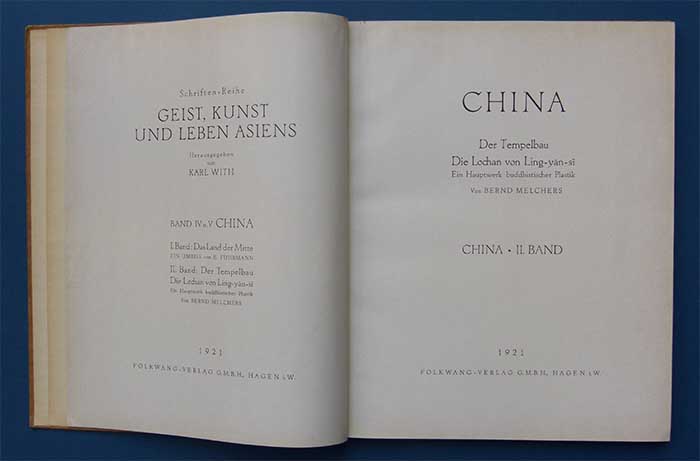 Schriften-Reihe
GEIST, KUNST
UND LEBEN ASIENS
Herausgegeben
von
KARL WITH
BAND IV u. V CHINA
I. Band: Das Land der Mitte
EIN UMRISS von E. FUHRMANN
II. Band: Der Tempelbau
Die Lochan von Ling-yän-sï
Ein Hauptwerk buddhistischer Plastik
Von BERND MELCHERS
1921
FOLKWANG-VERLAG G.M.B.H., HAGEN i.W.
CHINA
Der Tempelbau
Die Lochan von Ling-yän-sï
Ein Hauptwerk buddhistischer Plastik
Von BERND MELCHERS
CHINA · II. BAND
1921
FOLKWANG-VERLAG G.M.B.H., HAGEN i.W.